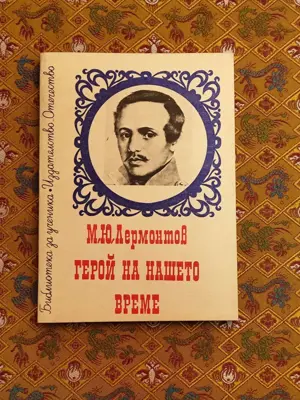 Библиотека за ученика • Издателство Отечество
М.Ю.Лермонтов
ГЕРОЙ НА НАШЕТО
ВРЕМЕ